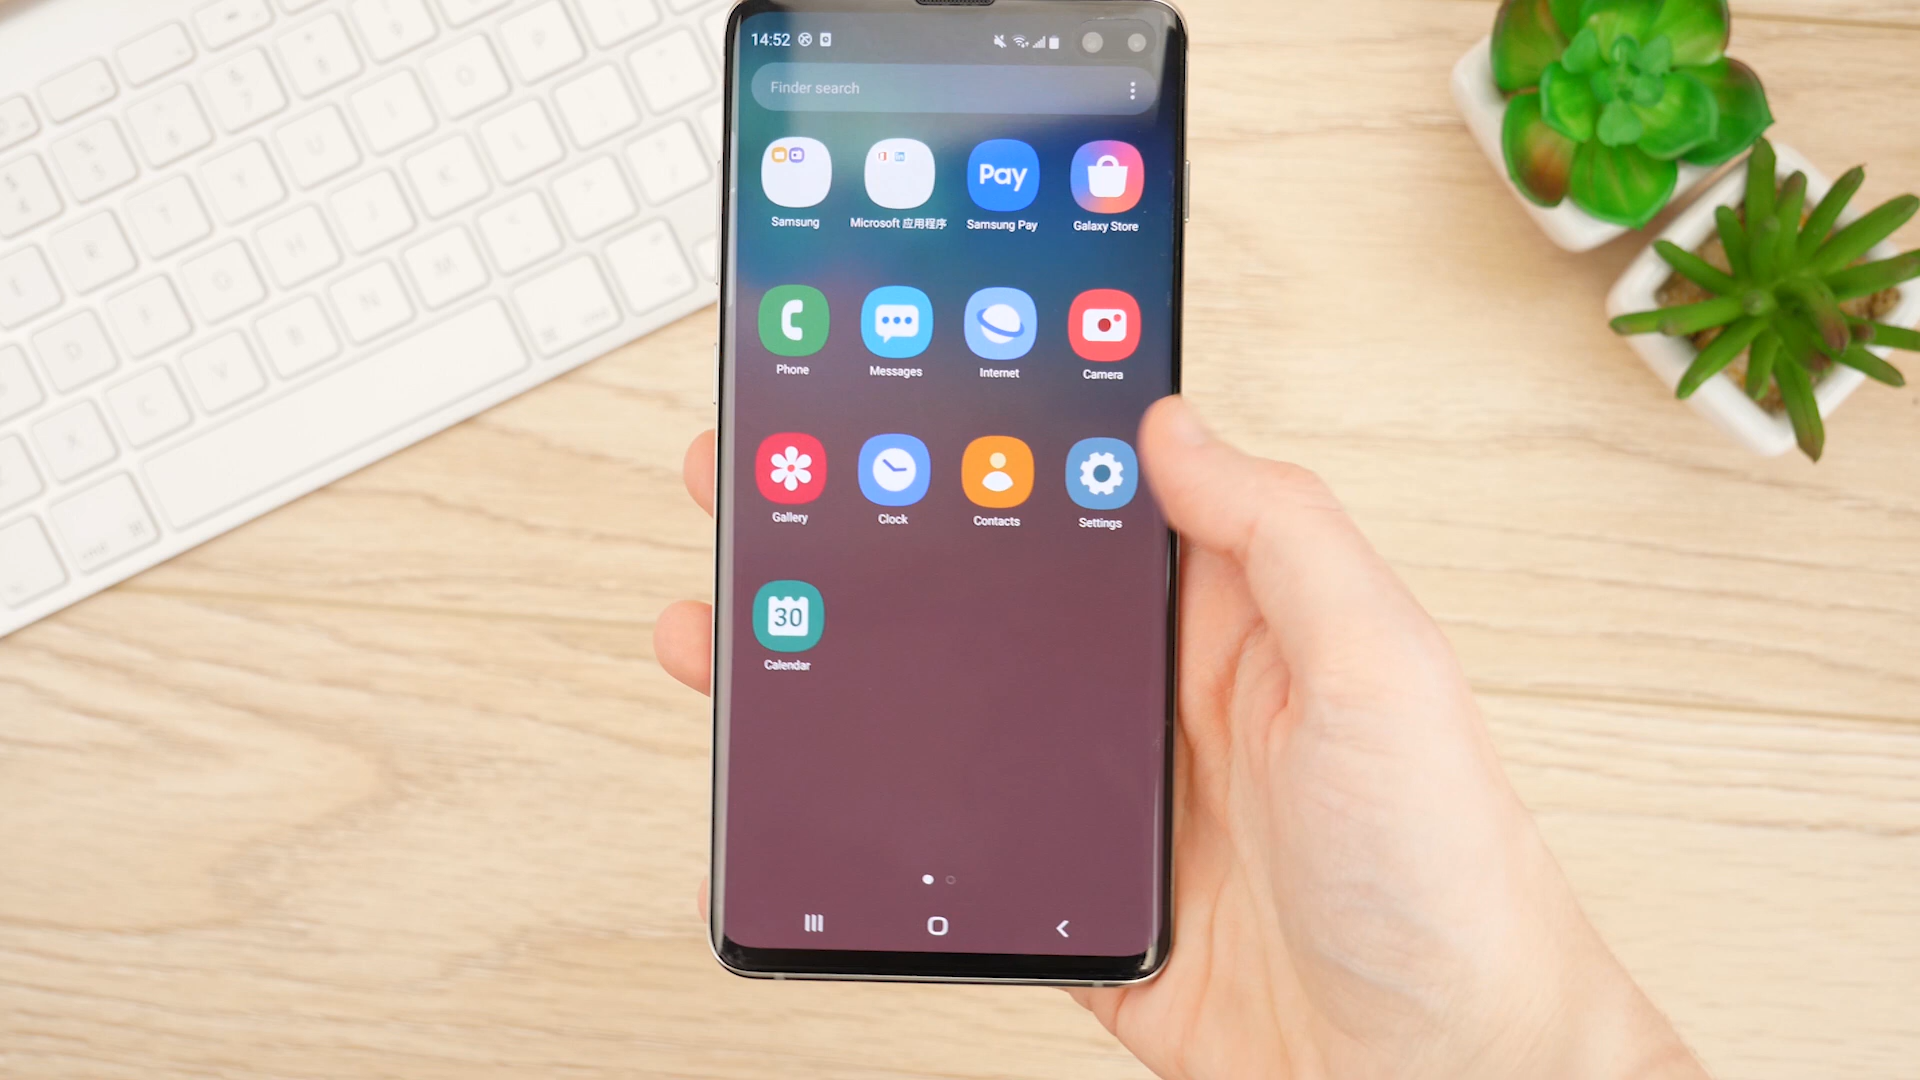 14:52
Finder search
Pay
Samsung
Microsoft 应用程序
Samsung Pay
Galaxy Store
Phone
Messages
Internet
Camera
Gallery
Clock
Contacts
Settings
30
Calendar